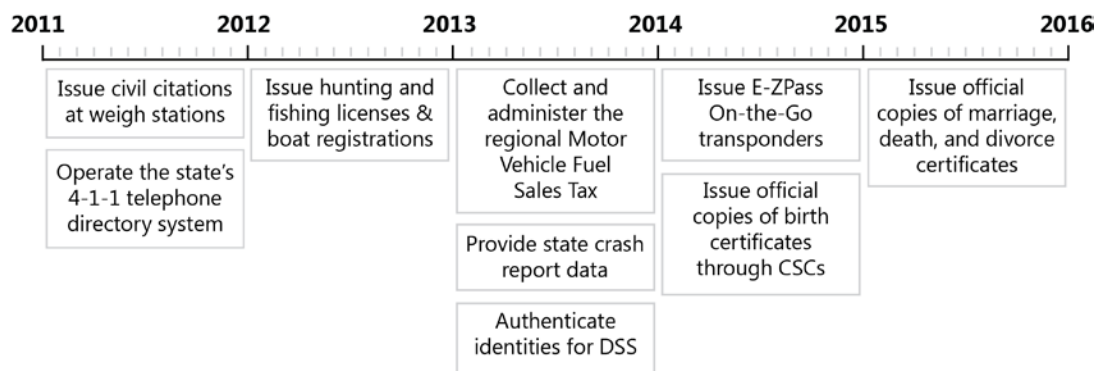 2011 2012 2013 2014 2015 2016
Issue civil citations
at weigh stations
Operate the state's
4-1-1 telephone
directory system
Issue hunting and
fishing licenses &
boat registrations
Collect and
administer the
regional Motor
Vehicle Fuel
Sales Tax
Provide state crash
report data
Authenticate
identities for DSS
Issue E-ZPass
On-the-Go
transponders
Issue official
copies of birth
certificates
through CSCs
Issue official
copies of marriage,
death, and divorce
certificates